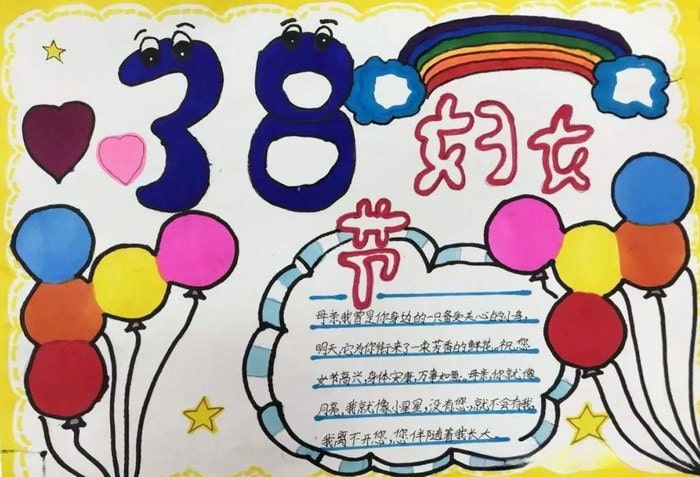 38
妇女
节
母亲,我曾是你身边的一只备受关心的小鸟,
明天,它为你衔来了一束芳香的鲜花。祝您
女节高兴,身体安康,万事如意。母亲你就像
月亮,我就像小星星,没有您,就不会有我,
我离不开您,您伴随着我长大。